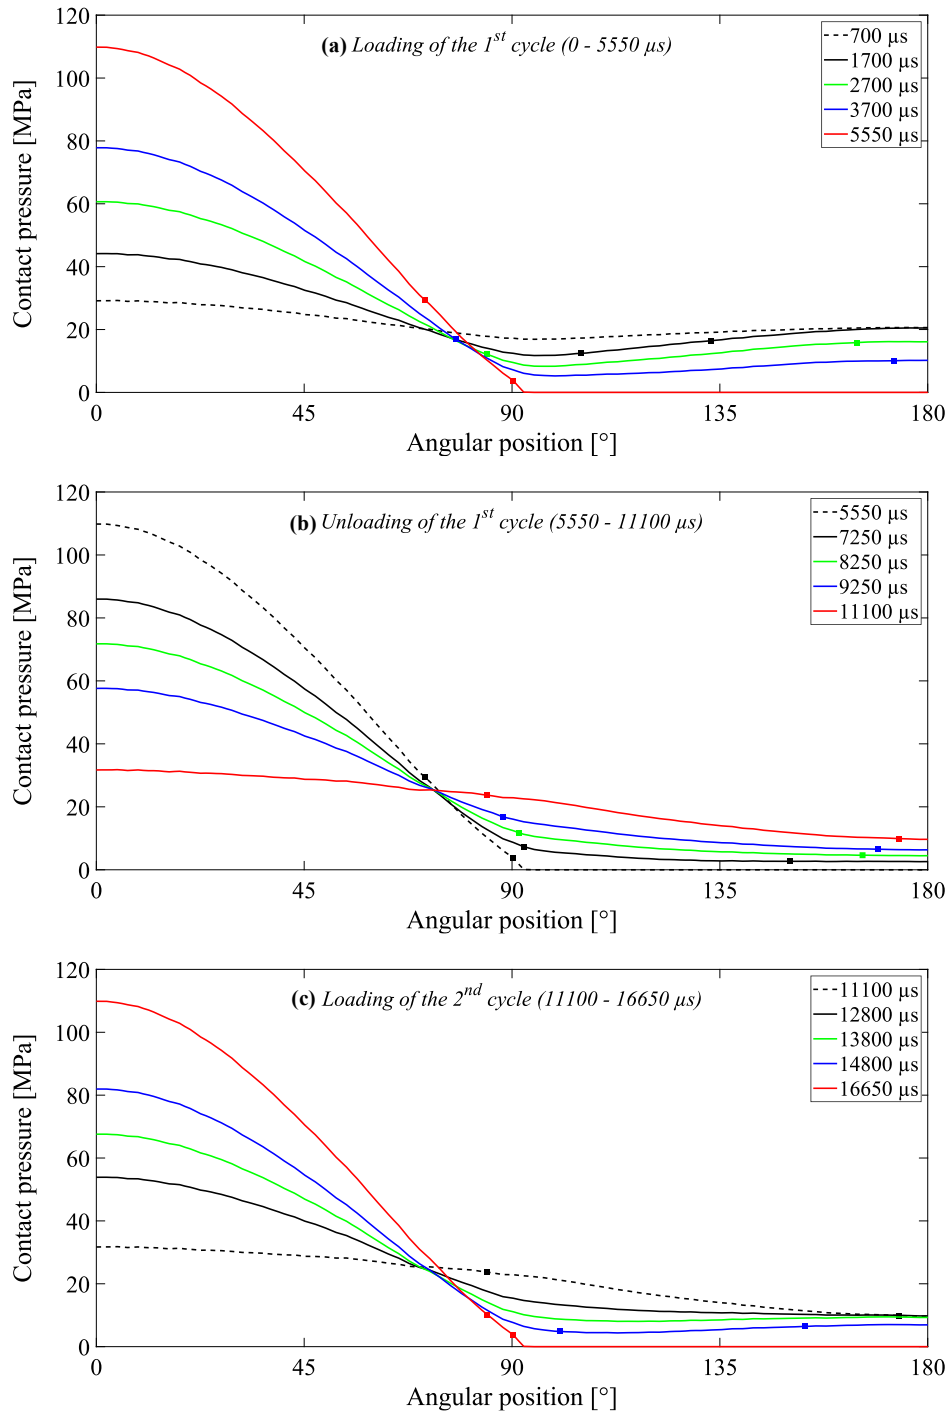 (a) Loading of the 1st cycle (0 - 5550 µs)
700 µs
1700 µs
2700 µs
3700 µs
5550 µs
120
100
80
60
40
20
0
Contact pressure [MPa]
0 45 90 135 180
Angular position [°]
(b) Unloading of the 1st cycle (5550 - 11100 µs)
5550 µs
7250 µs
8250 µs
9250 µs
11100 µs
120
100
80
60
40
20
0
Contact pressure [MPa]
0 45 90 135 180
Angular position [°]
(c) Loading of the 2nd cycle (11100 - 16650 µs)
11100 µs
12800 µs
13800 µs
14800 µs
16650 µs
120
100
80
60
40
20
0
Contact pressure [MPa]
0 45 90 135 180
Angular position [°]